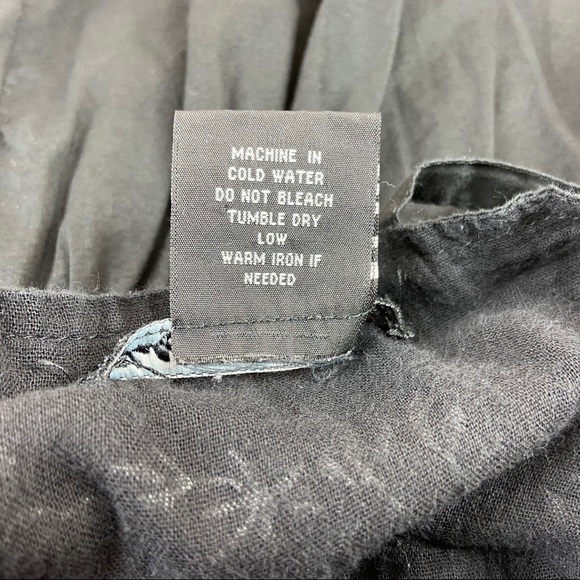 MACHINE IN
COLD WATER
DO NOT BLEACH
TUMBLE DRY
LOW
WARM IRON IF
NEEDED